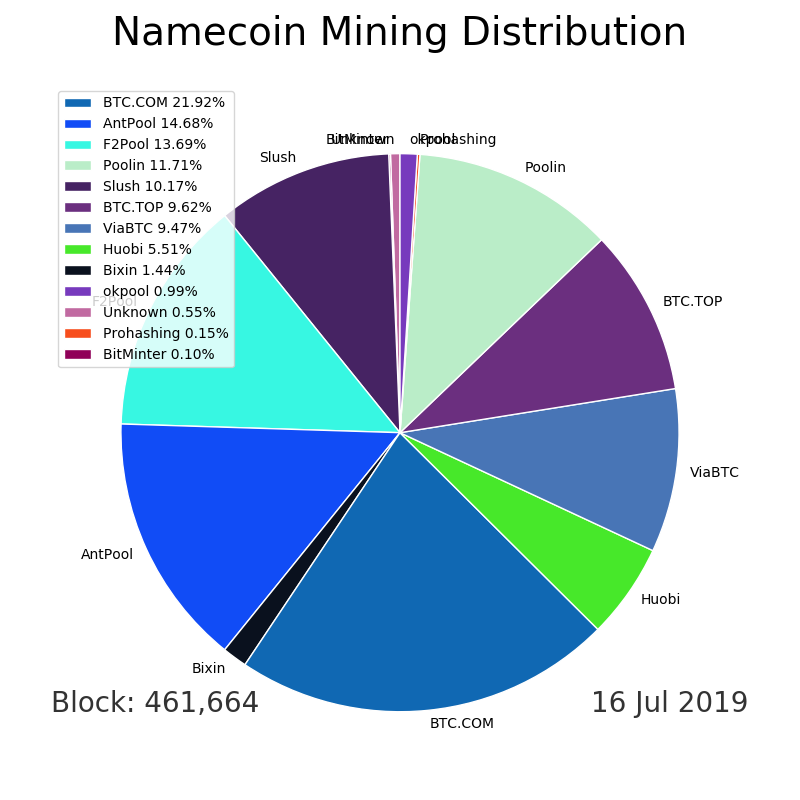 Namecoin Mining Distribution
BTC.COM 21.92%
AntPool 14.68%
F2Pool 13.69%
Poolin 11.71%
Slush 10.17%
BTC.TOP 9.62%
ViaBTC 9.47%
Huobi 5.51%
Bixin 1.44%
okpool 0.99%
Unknown 0.55%
Prohashing 0.15%
BitMinter 0.10%
BitMinter
Unknown
okpool
Prohashing
Slush
Poolin
F2Pool
BTC.TOP
ViaBTC
AntPool
Huobi
Bixin
BTC.COM
Block: 461,664
16 Jul 2019